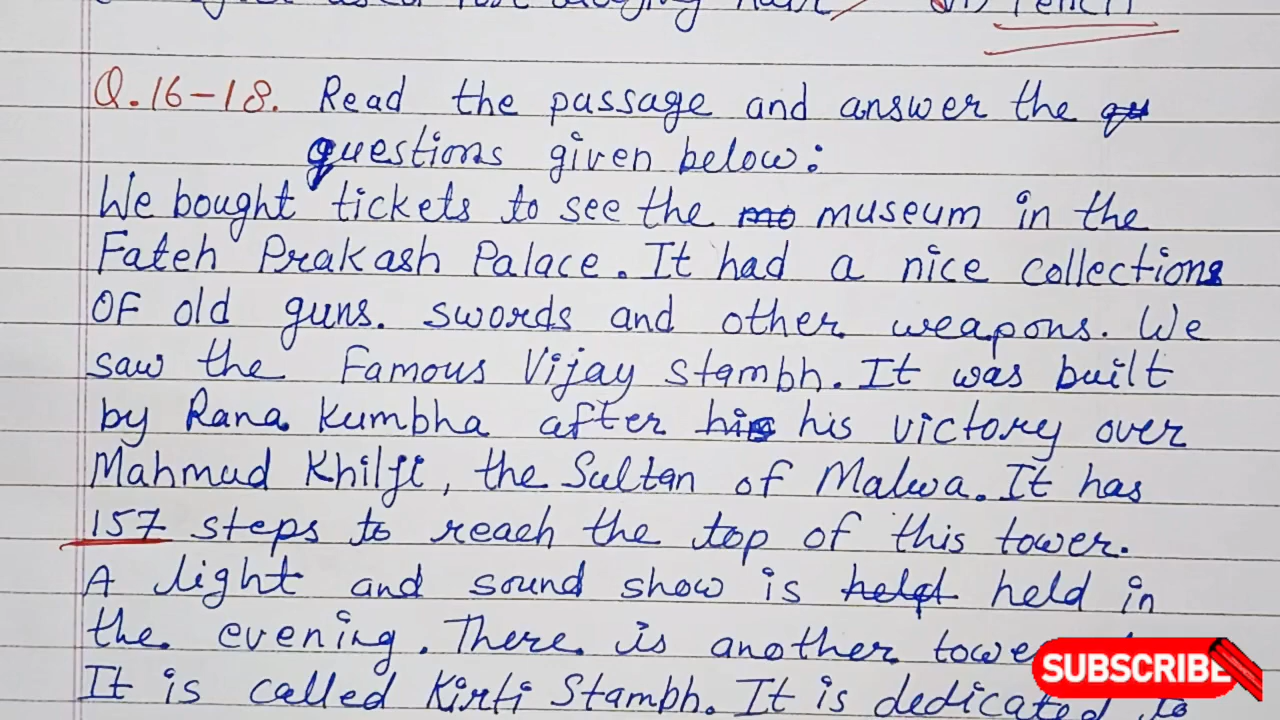 Q.16-18. Read the passage and answer the
questions given below:
We bought tickets to see the museum in the
Fateh Prakash Palace. It had a nice collections
OF old guns. swords and other weapons. We
saw the Famous Vijay Stambh. It was built
by Rana Kumbha after his victory over
Mahmud Khilji, the Sultan of Malwa. It has
157 steps to reach the top of this tower.
A light and sound show is held in
the evening. There is another
It is called Kirti Stambh. It is dedicated to
SUBSCRIBE